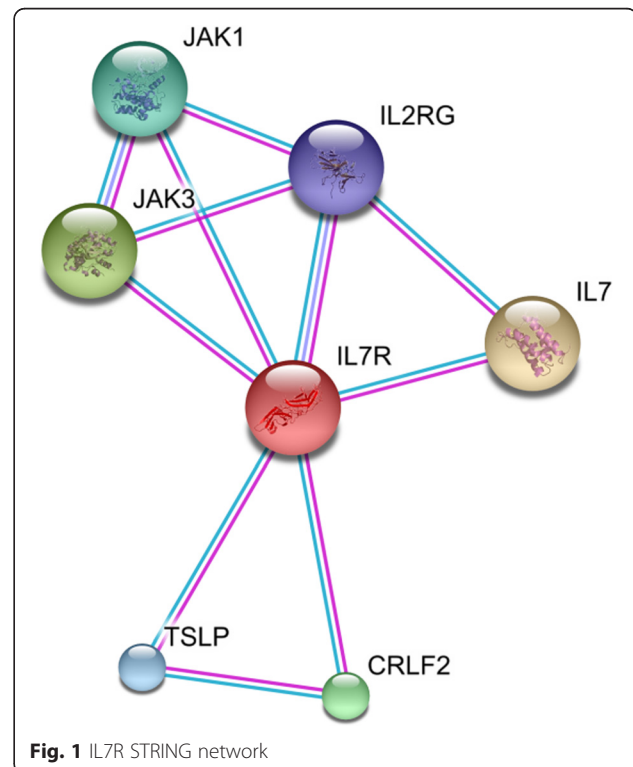 JAK1
IL2RG
JAK3
IL7
IL7R
TSLP
CRLF2
Fig. 1 IL7R STRING network